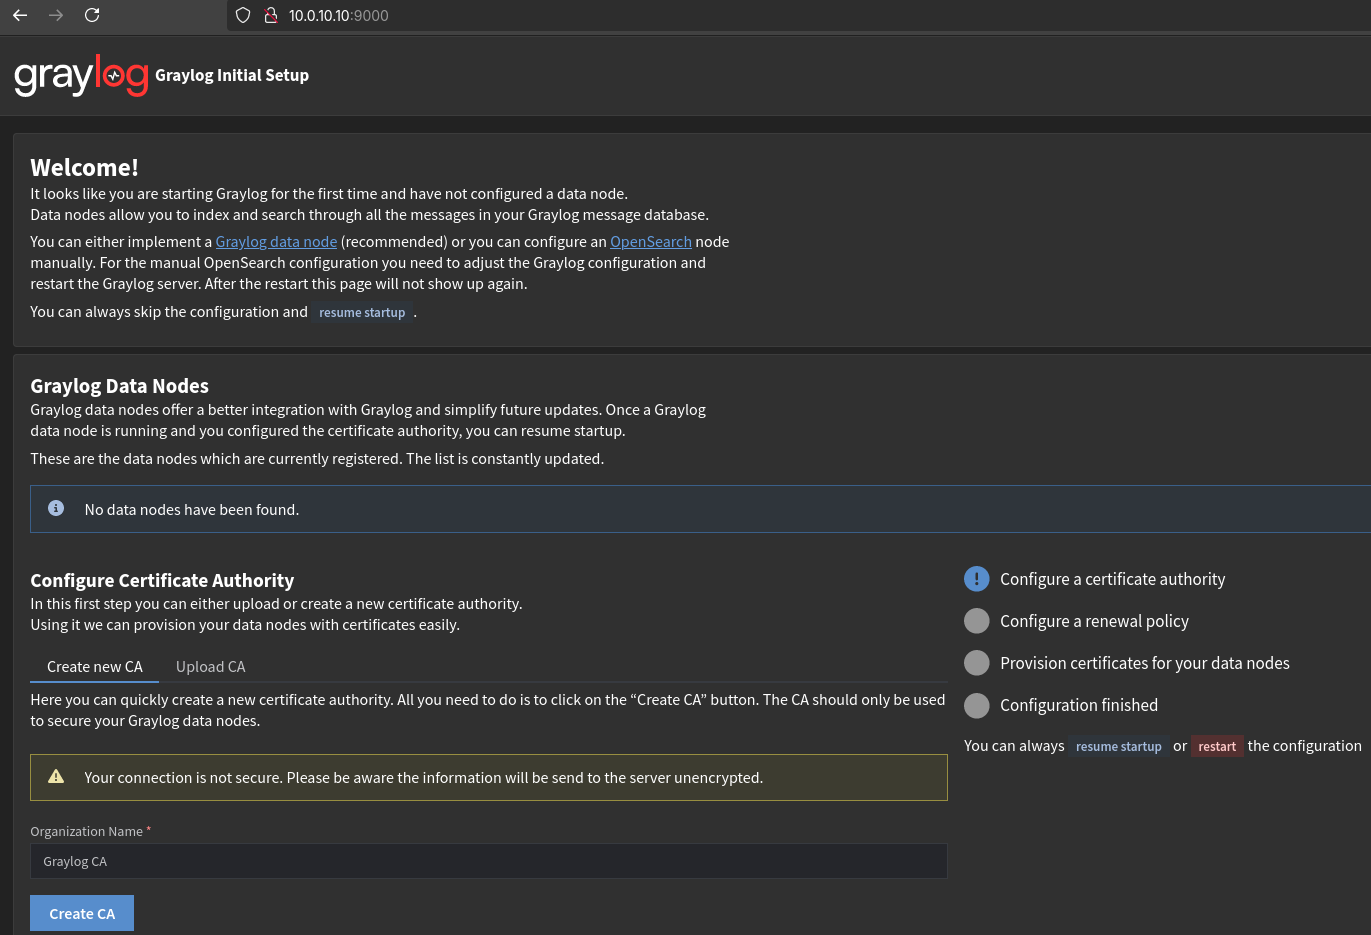 10.0.10.10:9000
graylog Graylog Initial Setup
Welcome!
It looks like you are starting Graylog for the first time and have not configured a data node.
Data nodes allow you to index and search through all the messages in your Graylog message database.
You can either implement a Graylog data node (recommended) or you can configure an OpenSearch node
manually. For the manual OpenSearch configuration you need to adjust the Graylog configuration and
restart the Graylog server. After the restart this page will not show up again.
You can always skip the configuration and resume startup .
Graylog Data Nodes
Graylog data nodes offer a better integration with Graylog and simplify future updates. Once a Graylog
data node is running and you configured the certificate authority, you can resume startup.
These are the data nodes which are currently registered. The list is constantly updated.
No data nodes have been found.
Configure Certificate Authority
In this first step you can either upload or create a new certificate authority.
Using it we can provision your data nodes with certificates easily.
Create new CA Upload CA
Here you can quickly create a new certificate authority. All you need to do is to click on the “Create CA” button. The CA should only be used
to secure your Graylog data nodes.
Your connection is not secure. Please be aware the information will be send to the server unencrypted.
Organization Name *
Graylog CA
Create CA
Configure a certificate authority
Configure a renewal policy
Provision certificates for your data nodes
Configuration finished
You can always resume startup or restart the configuration